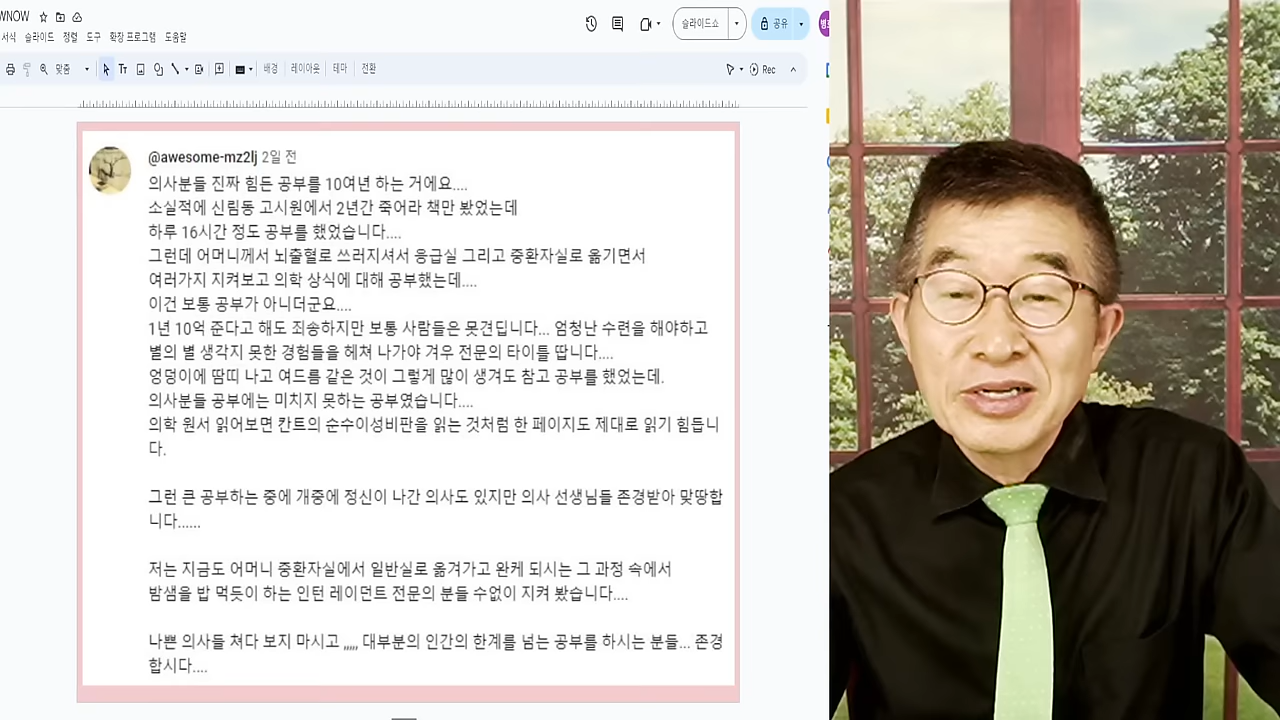 WNOW
서식 슬라이드 정렬 도구 확장 프로그램 도움말
슬라이드쇼
공유
맞춤
Tт
배경 레이아웃 테마 전환
Rec
@awesome-mz2lj 2일 전
의사분들 진짜 힘든 공부를 10여년 하는 거에요....
소실적에 신림동 고시원에서 2년간 죽어라 책만 봤었는데
하루 16시간 정도 공부를 했었습니다....
그런데 어머니께서 뇌출혈로 쓰러지셔서 응급실 그리고 중환자실로 옮기면서
여러가지 지켜보고 의학 상식에 대해 공부했는데....
이건 보통 공부가 아니더군요....
1년 10억 준다고 해도 죄송하지만 보통 사람들은 못견딥니다... 엄청난 수련을 해야하고
별의 별 생각지 못한 경험들을 헤쳐 나가야 겨우 전문의 타이틀 땁니다....
엉덩이에 땀띠 나고 여드름 같은 것이 그렇게 많이 생겨도 참고 공부를 했었는데.
의사분들 공부에는 미치지 못하는 공부였습니다....
의학 원서 읽어보면 칸트의 순수이성비판을 읽는 것처럼 한 페이지도 제대로 읽기 힘듭니
다.
그런 큰 공부하는 중에 개중에 정신이 나간 의사도 있지만 의사 선생님들 존경받아 맞땅합
니다......
저는 지금도 어머니 중환자실에서 일반실로 옮겨가고 완케 되시는 그 과정 속에서
밤샘을 밥 먹듯이 하는 인턴 레이던트 전문의 분들 수없이 지켜 봤습니다....
나쁜 의사들 쳐다 보지 마시고 ,,,,, 대부분의 인간의 한계를 넘는 공부를 하시는 분들... 존경
합시다....